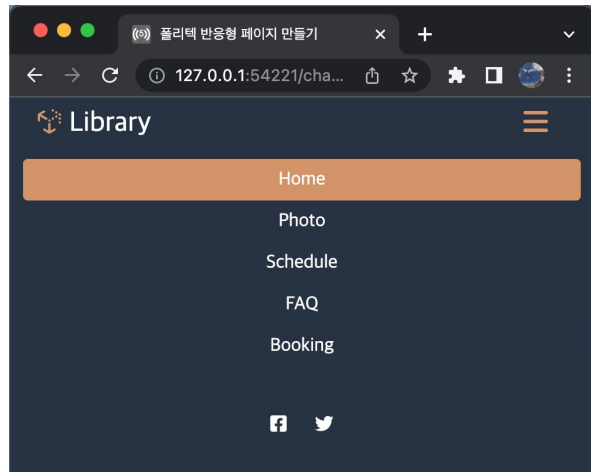 폴리텍 반응형 페이지 만들기
127.0.0.1:54221/cha...
Library
Home
Photo
Schedule
FAQ
Booking